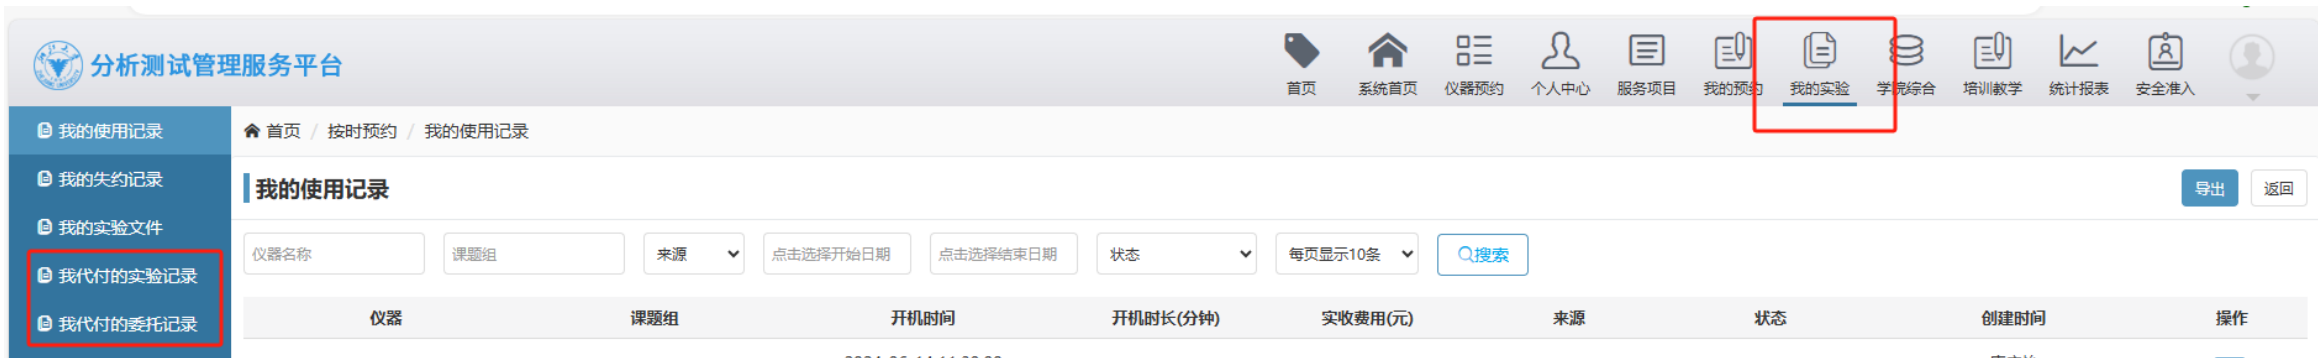 分析测试管理服务平台
首页 系统首页 仪器预约 个人中心 服务项目 我的预约 我的实验 学院综合 培训教学 统计报表 安全准入
我的使用记录
我的失约记录
我的实验文件
我代付的实验记录
我代付的委托记录
首页 / 按时预约 / 我的使用记录
我的使用记录
导出 返回
仪器名称 课题组 来源 点击选择开始日期 点击选择结束日期 状态 每页显示10条 搜索
仪器 课题组 开机时间 开机时长(分钟) 实收费用(元) 来源 状态 创建时间 操作